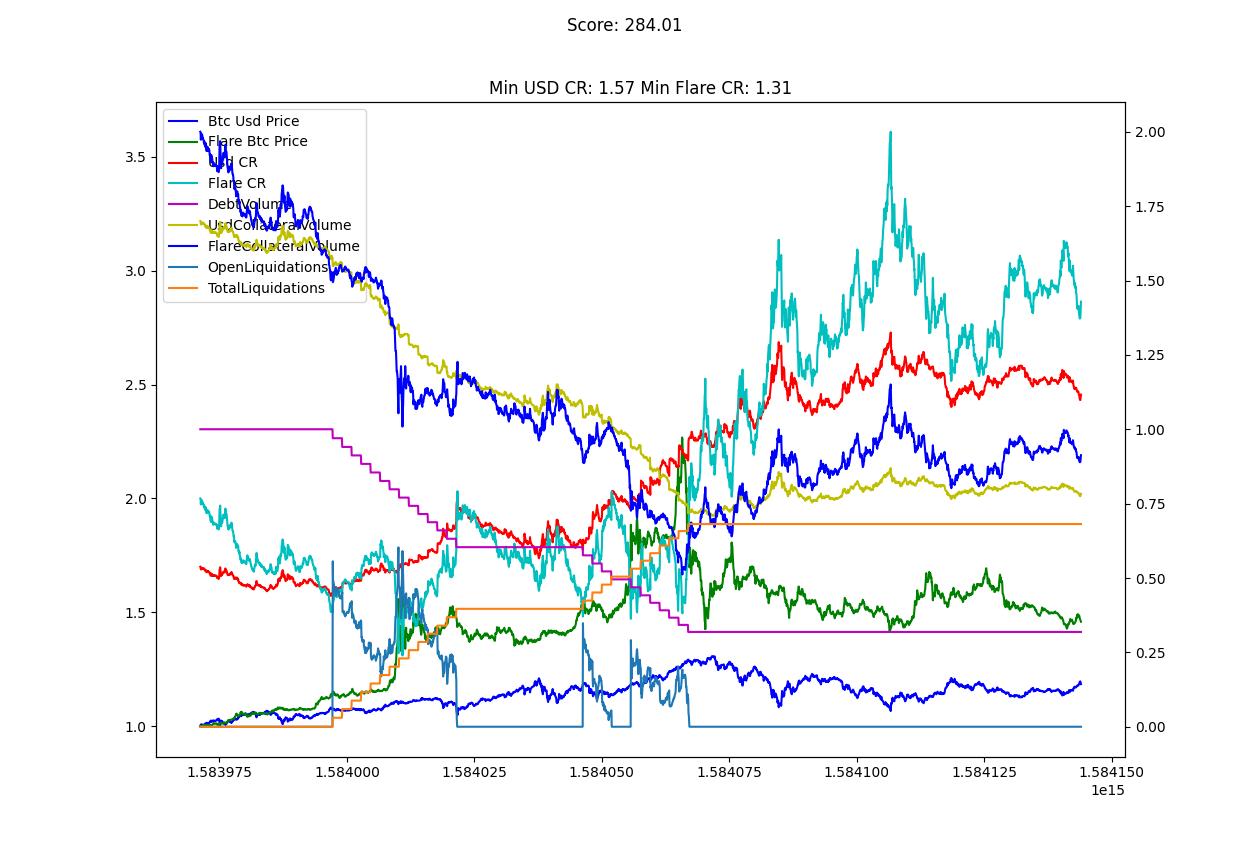 Score: 284.01
Min USD CR: 1.57 Min Flare CR: 1.31
Btc Usd Price
Flare Btc Price
Usd CR
Flare CR
DebtVolume
UsdCollateralVolume
FlareCollateralVolume
OpenLiquidations
TotalLiquidations
3.5
3.0
2.5
2.0
1.5
1.0
2.00
1.75
1.50
1.25
1.00
0.75
0.50
0.25
0.00
1.583975 1.584000 1.584025 1.584050 1.584075 1.584100 1.584125 1.584150
1e15